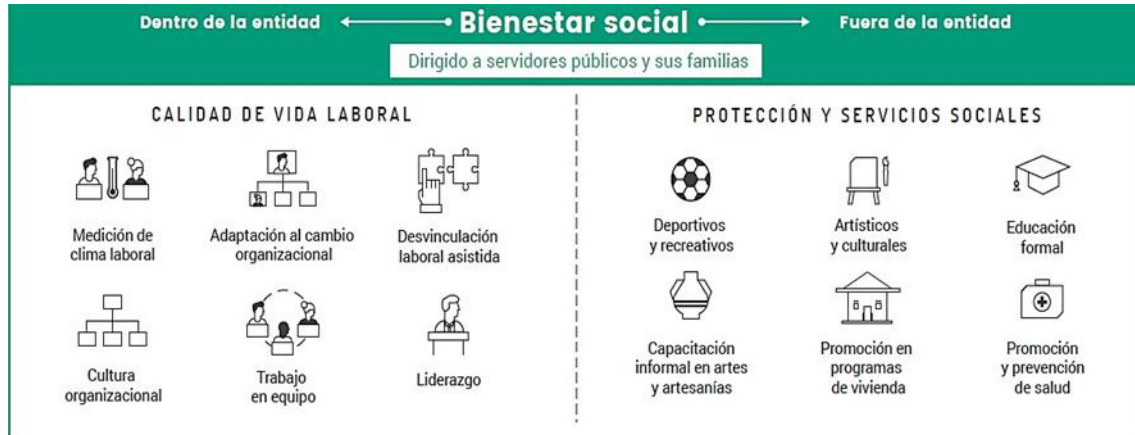 Dentro de la entidad
Bienestar social
Fuera de la entidad
Dirigido a servidores públicos y sus familias
CALIDAD DE VIDA LABORAL
Medición de
clima laboral
Adaptación al cambio
organizacional
Desvinculación
laboral asistida
Cultura
organizacional
Trabajo
en equipo
Liderazgo
PROTECCIÓN Y SERVICIOS SOCIALES
Deportivos
y recreativos
Artísticos
y culturales
Educación
formal
Capacitación
informal en artes
y artesanías
Promoción en
programas
de vivienda
Promoción
y prevención
de salud